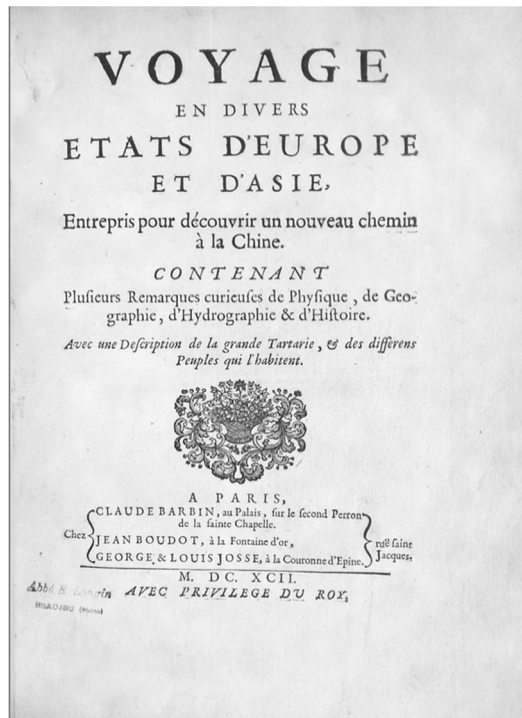 VOYAGE
EN DIVERS
ETATS D'EUROPE
ET D'ASIE,
Entrepris pour découvrir un nouveau chemin
à la Chine.
CONTENANT
Plusieurs Remarques curieuſes de Phyſique, de Geo-
graphie, d'Hydrographie & d'Hiſtoire.
Avec une Deſcription de la grande Tartarie, & des differens
Peuples qui l'habitent.
A PARIS,
Chez
CLAUDE BARBIN, au Palais, ſur le ſecond Perron
de la ſainte Chapelle.
JEAN BOUDOT, à la Fontaine d'or,
GEORGE & LOUIS JOSSE, à la Couronne d'Epine.
ruë ſaint
Jacques,
M. DC. XCII.
AVEC PRIVILEGE DU ROY,
Abbé
BEAUJEU (Rhône)